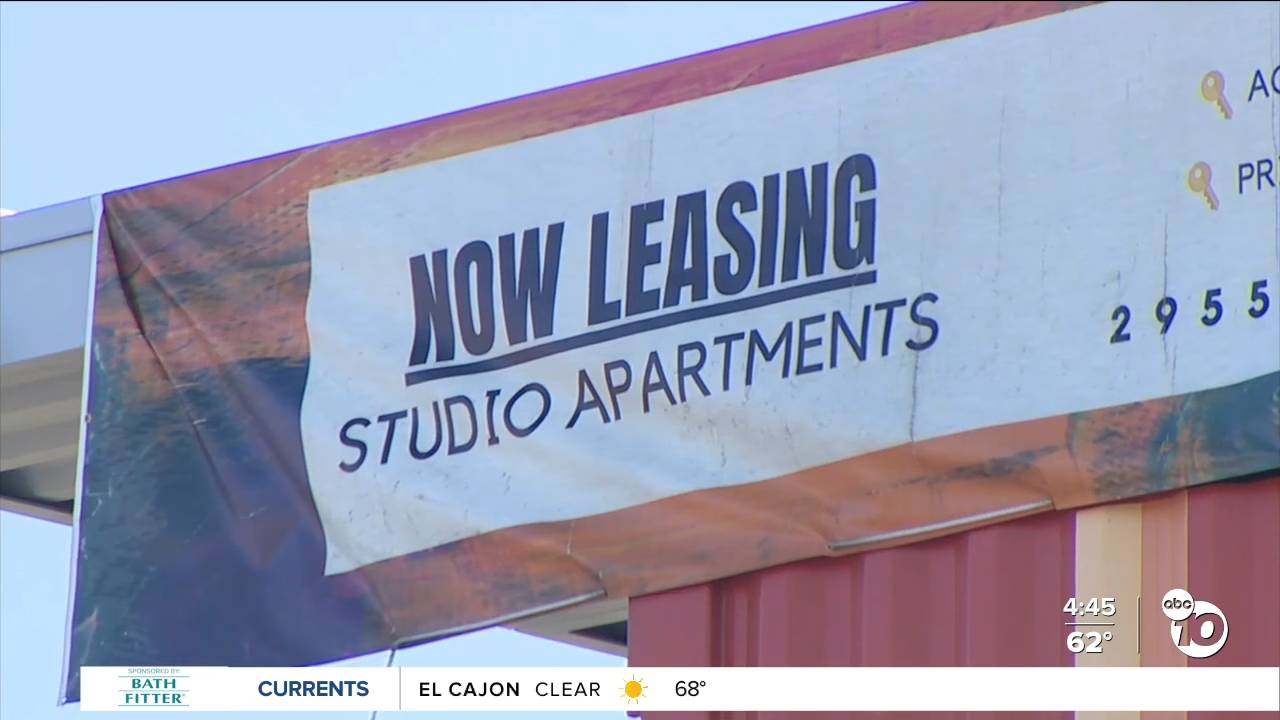 NOW LEASING
STUDIO APARTMENTS
2955
4:45
62°
abc
10
SPONSORED BY:
BATH
FITTER
CURRENTS
EL CAJON CLEAR 68°